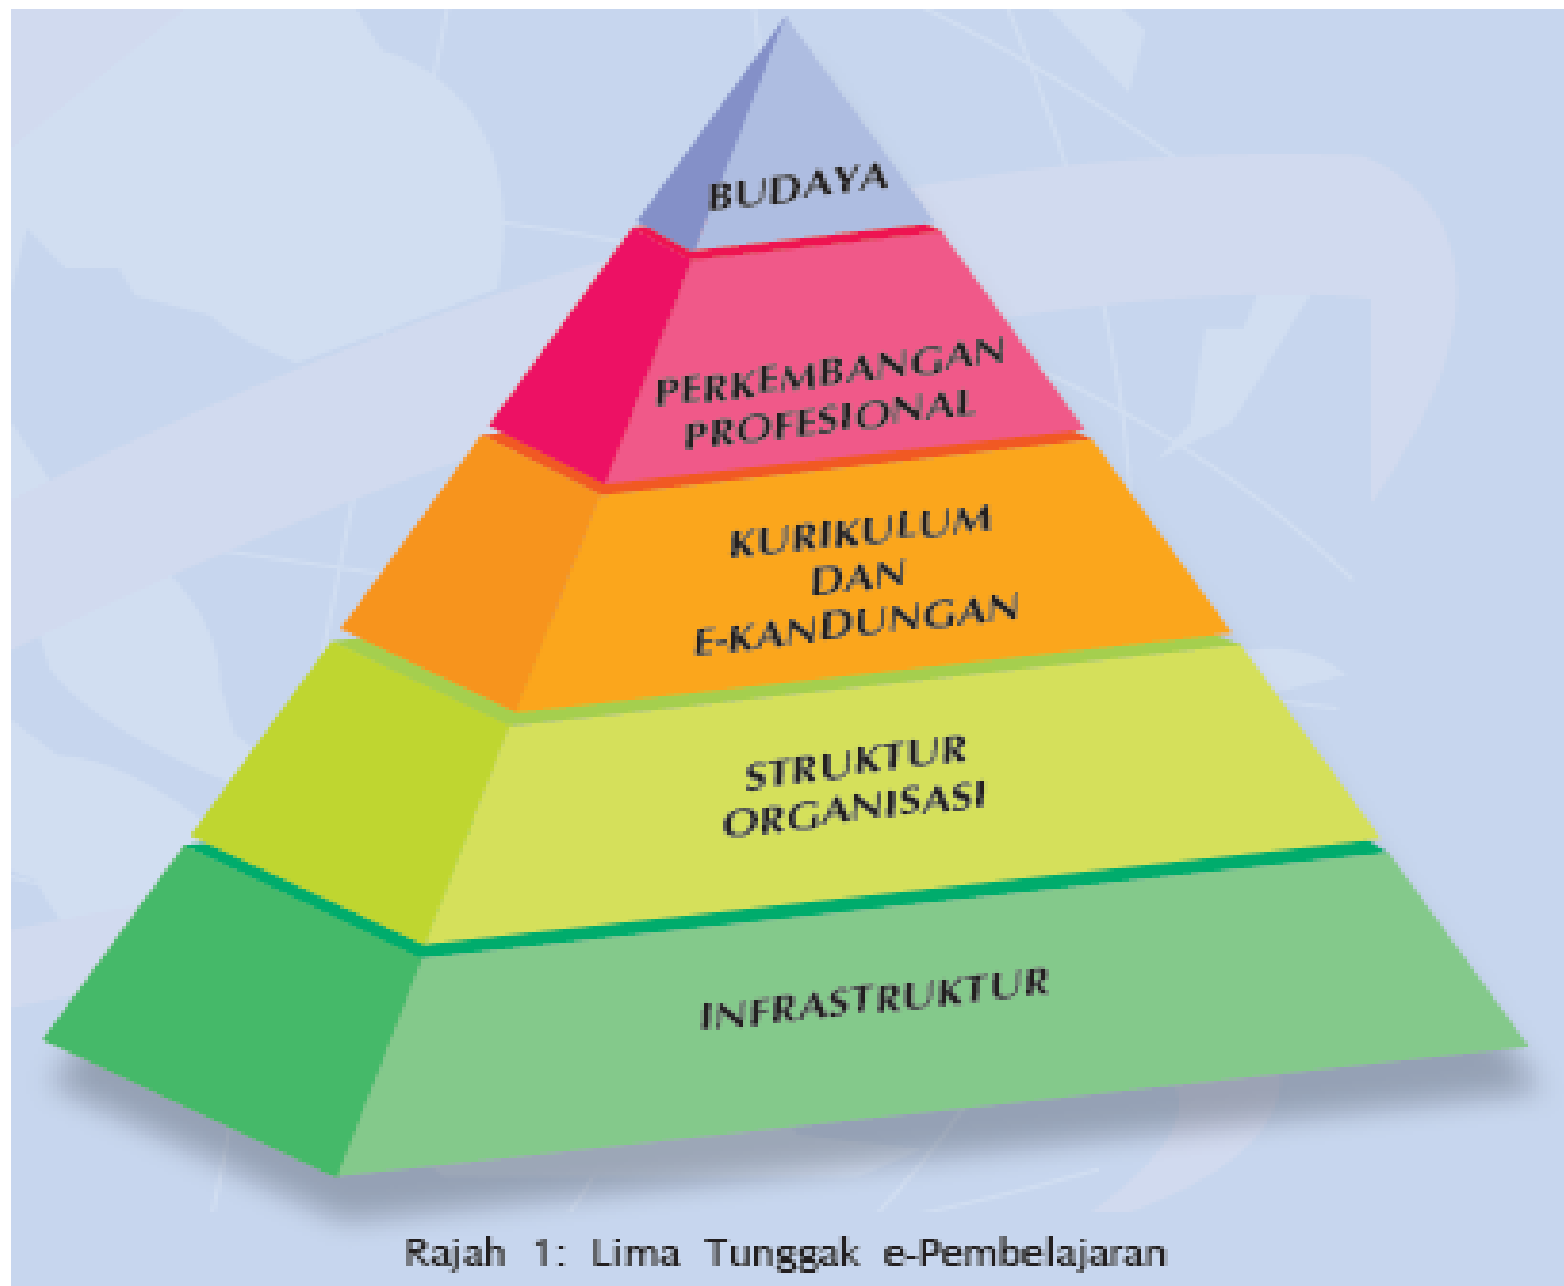 BUDAYA
PERKEMBANGAN
PROFESIONAL
KURIKULUM
DAN
E-KANDUNGAN
STRUKTUR
ORGANISASI
INFRASTRUKTUR
Rajah 1: Lima Tunggak e-Pembelajaran